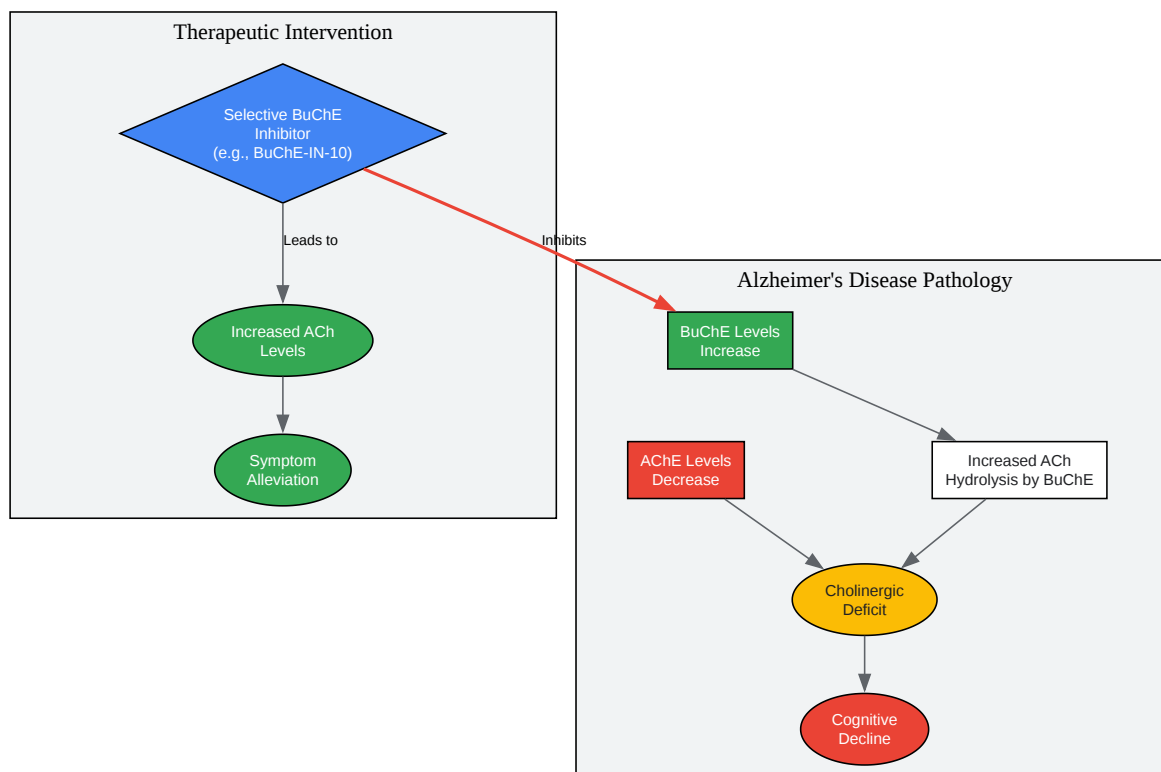 Therapeutic Intervention
Selective BuChE
Inhibitor
(e.g., BuChE-IN-10)
Leads to
Inhibits
Increased ACh
Levels
Symptom
Alleviation
Alzheimer's Disease Pathology
BuChE Levels
Increase
AChE Levels
Decrease
Increased ACh
Hydrolysis by BuChE
Cholinergic
Deficit
Cognitive
Decline